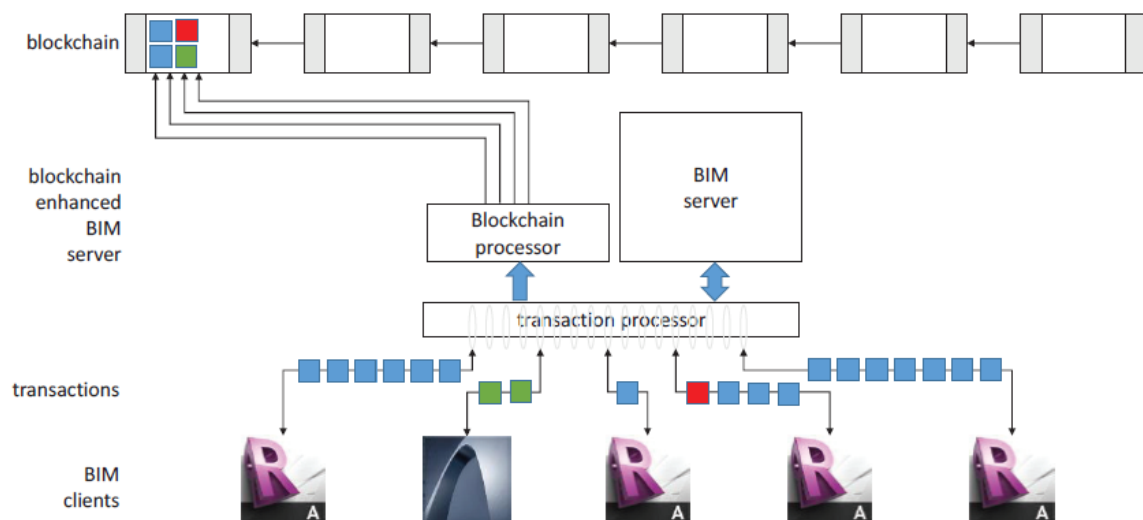 blockchain
blockchain
enhanced
BIM
server
BIM
server
Blockchain
processor
transaction processor
transactions
BIM
clients
R
A
R
A
R
A
R
A